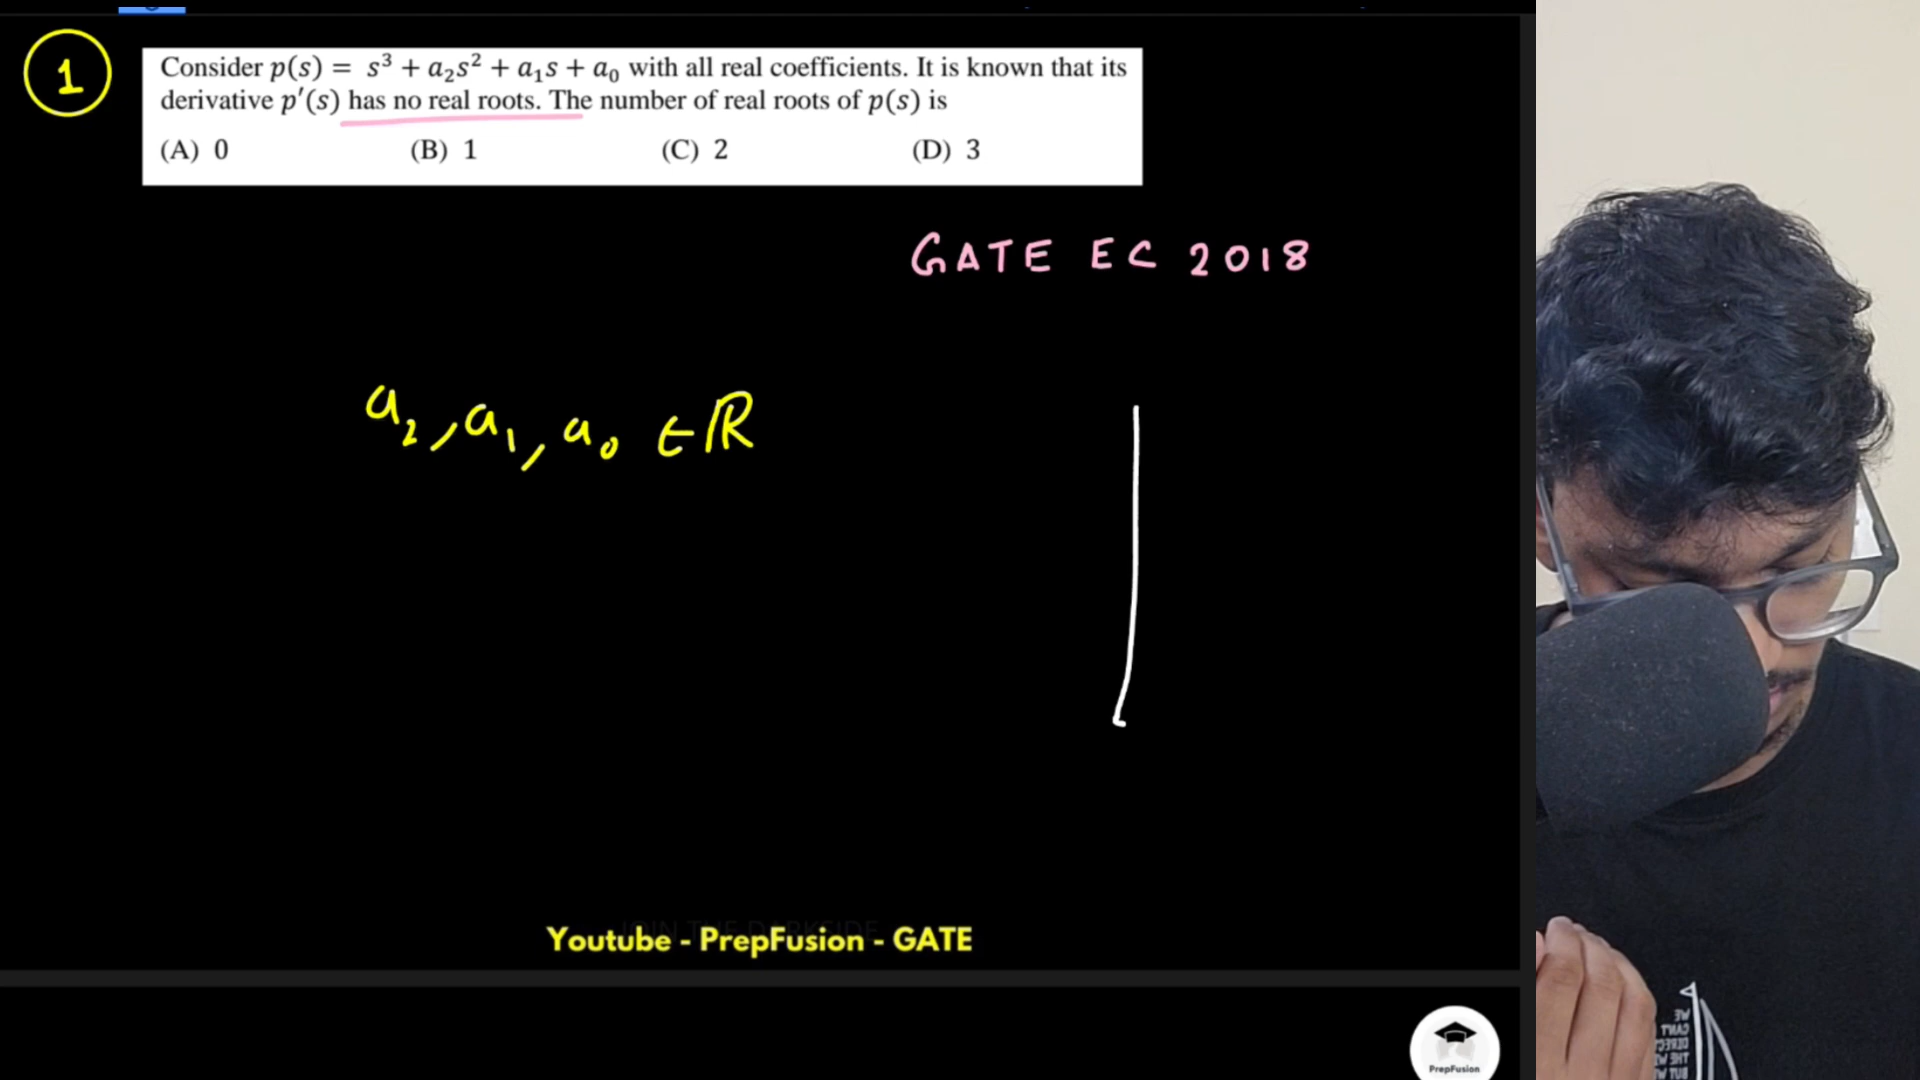 1
Consider p(s) = s³ + a₂s² + a₁s + a₀ with all real coefficients. It is known that its
derivative p′(s) has no real roots. The number of real roots of p(s) is
(A) 0 (B) 1 (C) 2 (D) 3
GATE EC 2018
a₂, a₁, a₀ ∈ ℝ
Youtube - PrepFusion - GATE
PrepFusion